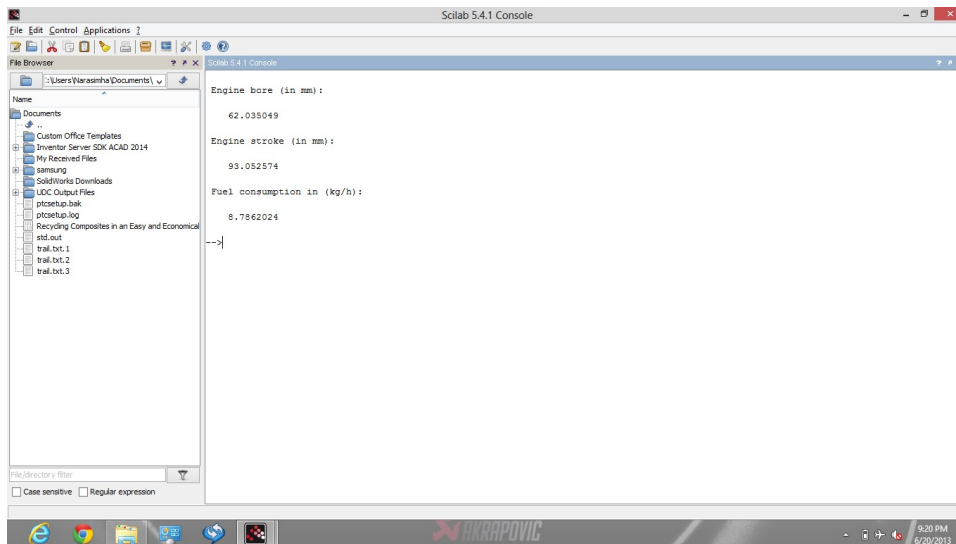 Scilab 5.4.1 Console
File Edit Control Applications ?
File Browser
Scilab 5.4.1 Console
:\Users\Narasimha\Documents\
Name
Documents
..
Custom Office Templates
Inventor Server SDK ACAD 2014
My Received Files
samsung
SolidWorks Downloads
UDC Output Files
ptcsetup.bak
ptcsetup.log
Recycling Composites in an Easy and Economical
std.out
trail.txt.1
trail.txt.2
trail.txt.3
Engine bore (in mm):
62.035049
Engine stroke (in mm):
93.052574
Fuel consumption in (kg/h):
8.7862024
-->
File/directory filter
Case sensitive Regular expression
AKRAPOVIC
9:20 PM
6/20/2013